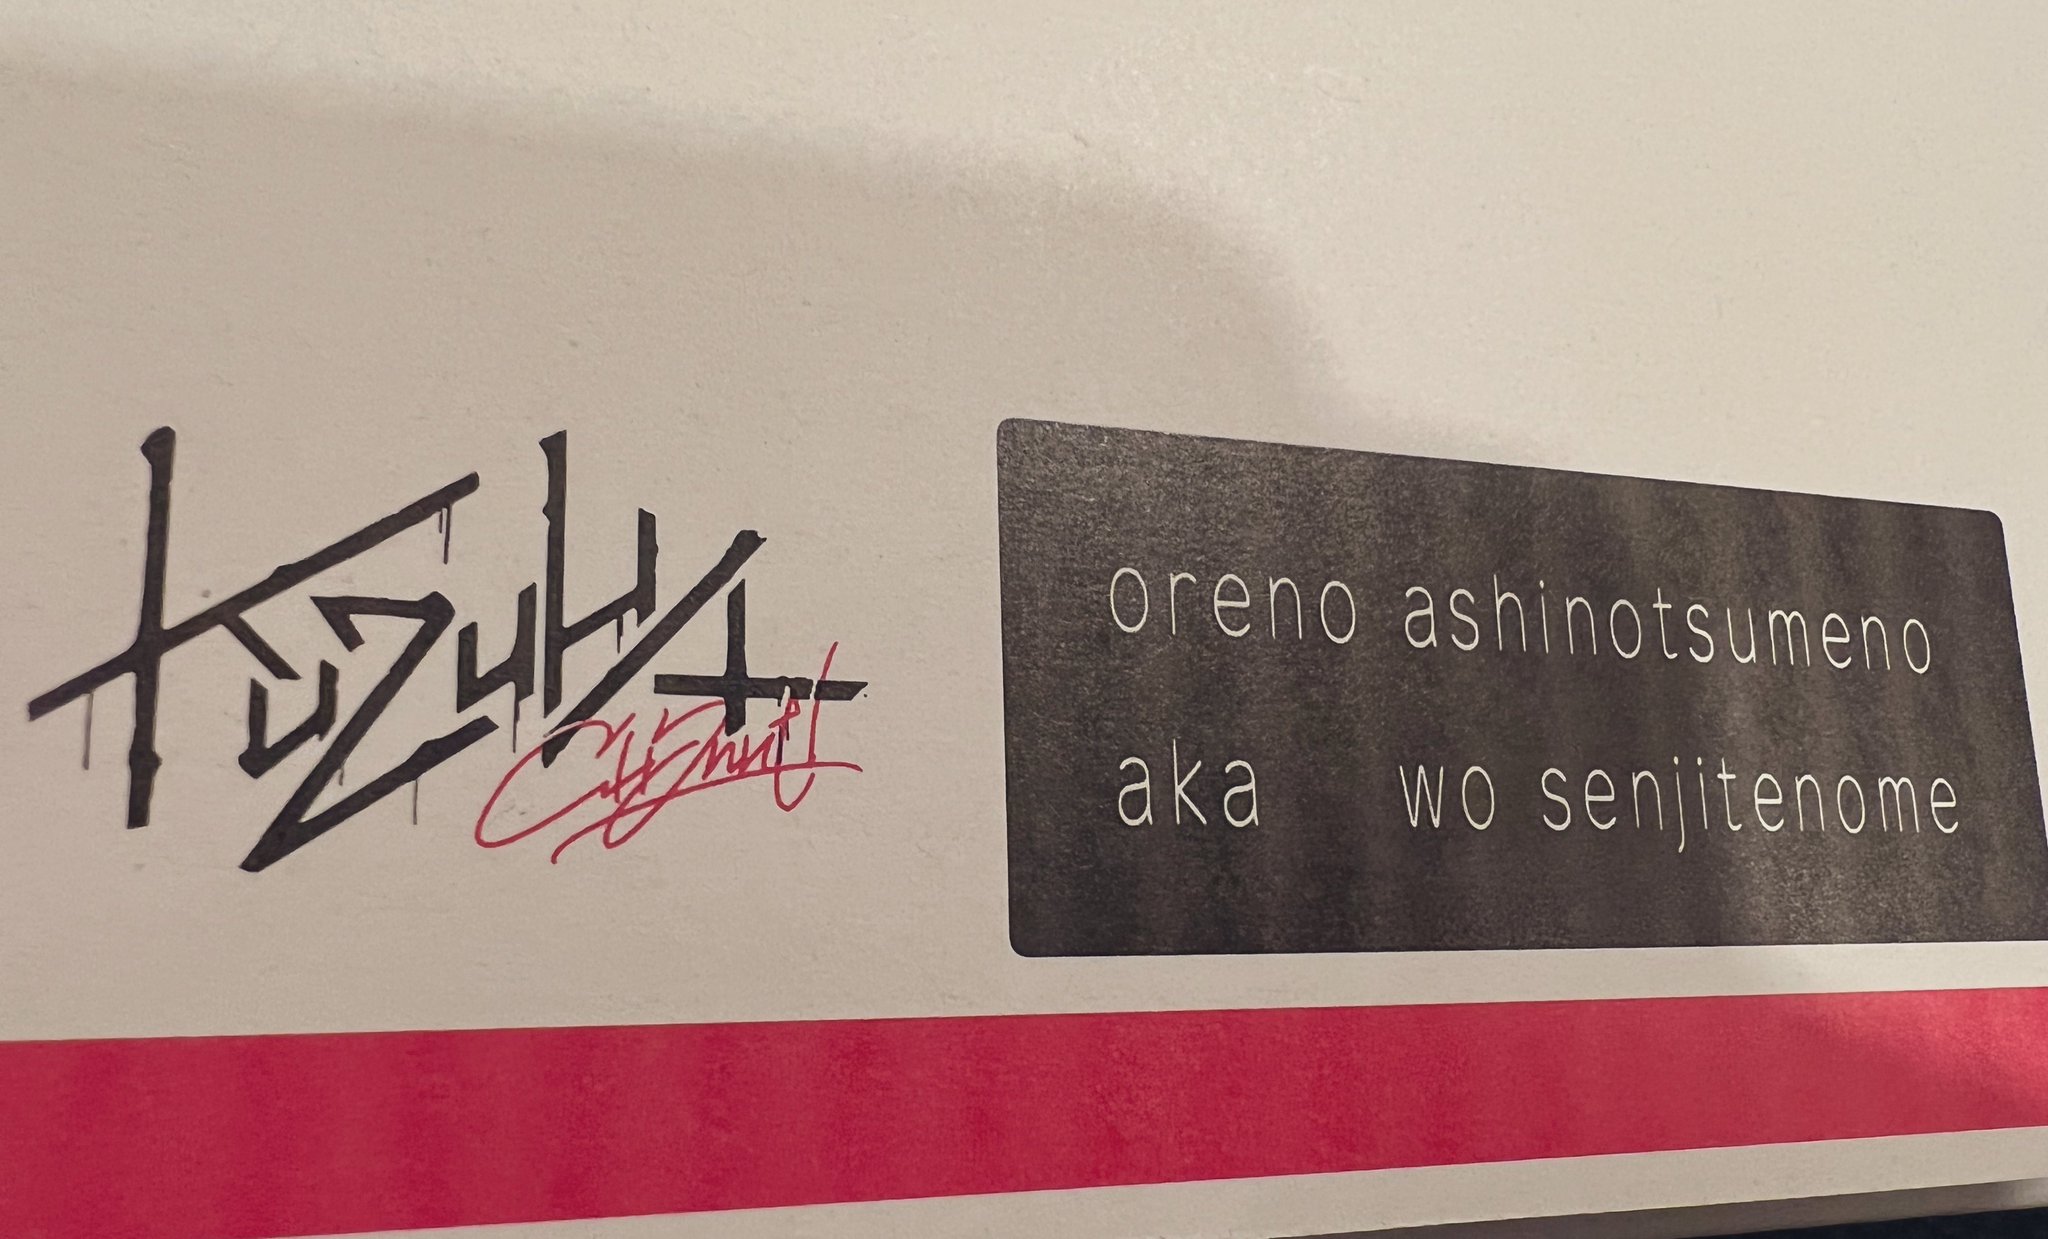 KuZuHA
oreno ashinotsumeno
aka wo senjitenome